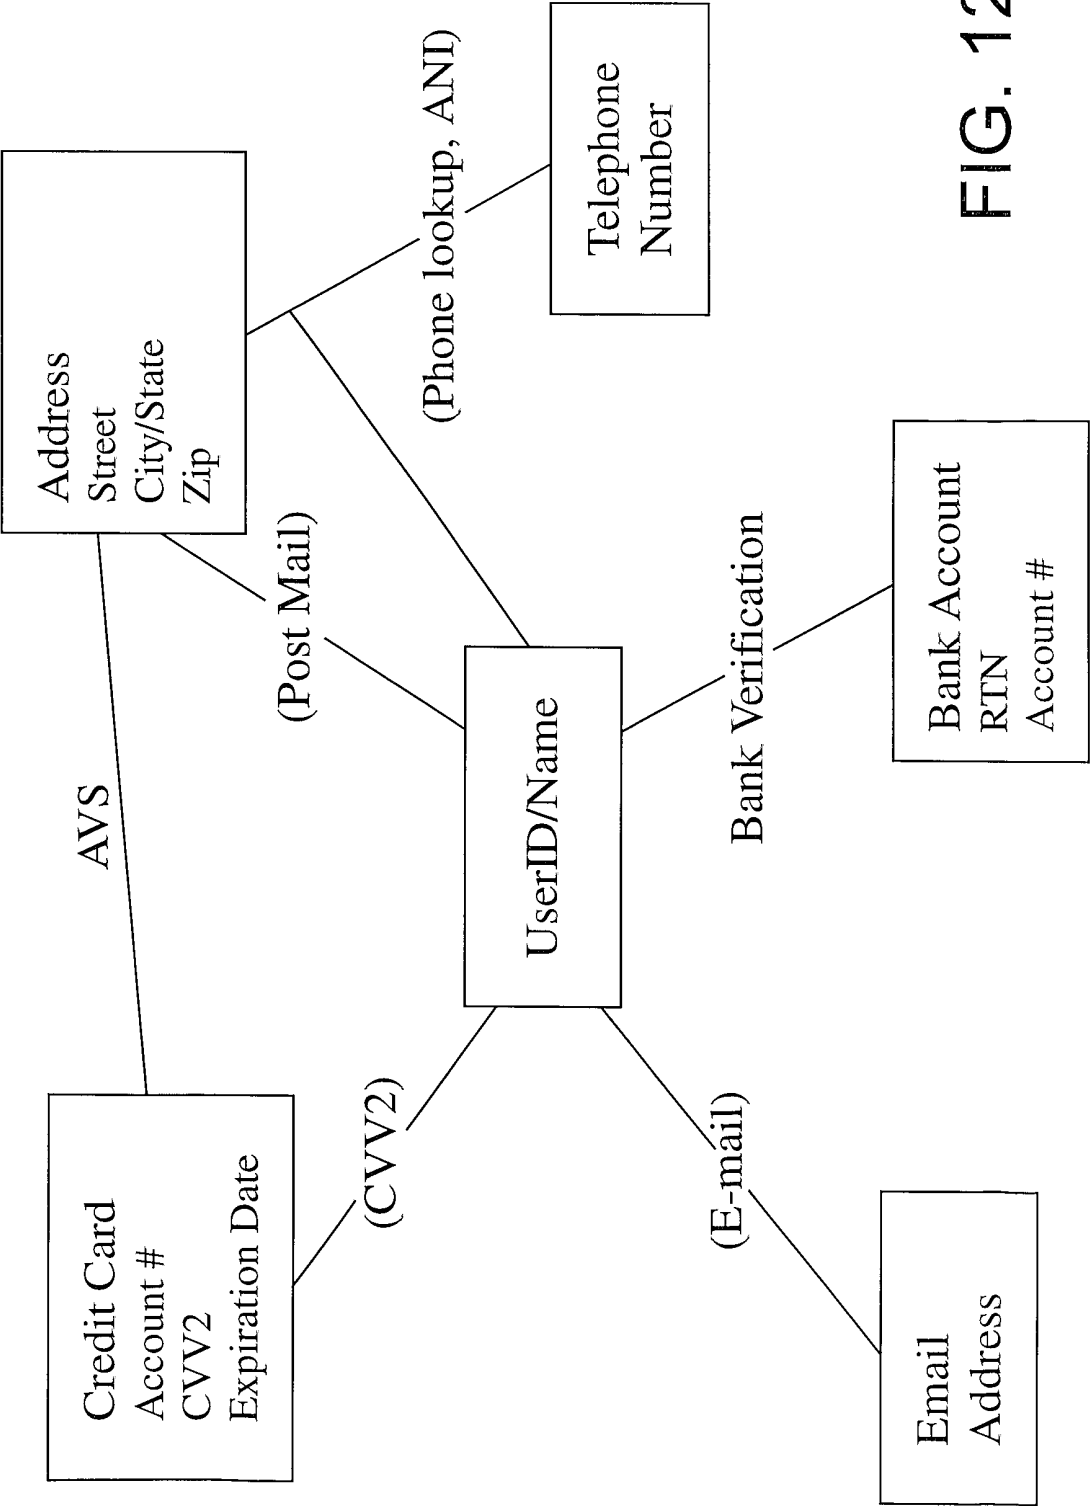 Credit Card
Account #
CVV2
Expiration Date
AVS
Address
Street
City/State
Zip
(Post Mail)
(CVV2)
(Phone lookup, ANI)
UserID/Name
Telephone
Number
(E-mail)
Bank Verification
Email
Address
Bank Account
RTN
Account #
FIG. 12